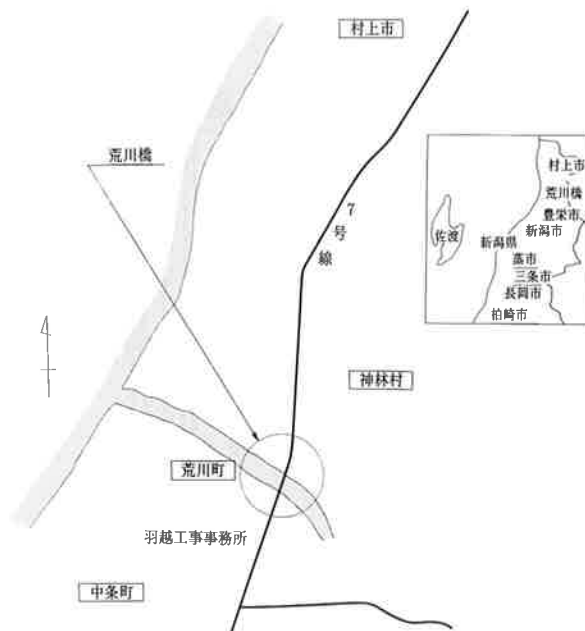 村上市
荒川橋
7号線
村上市
荒川橋
豊栄市
新潟市
佐渡
新潟県
燕市
三条市
長岡市
柏崎市
神林村
荒川町
羽越工事事務所
中条町